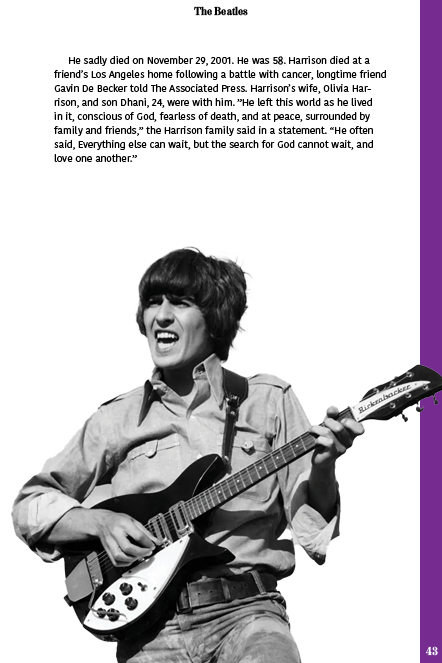 The Beatles
He sadly died on November 29, 2001. He was 58. Harrison died at a
friend’s Los Angeles home following a battle with cancer, longtime friend
Gavin De Becker told The Associated Press. Harrison’s wife, Olivia Har-
rison, and son Dhani, 24, were with him. ”He left this world as he lived
in it, conscious of God, fearless of death, and at peace, surrounded by
family and friends,” the Harrison family said in a statement. “He often
said, Everything else can wait, but the search for God cannot wait, and
love one another.”
Rickenbacker
43